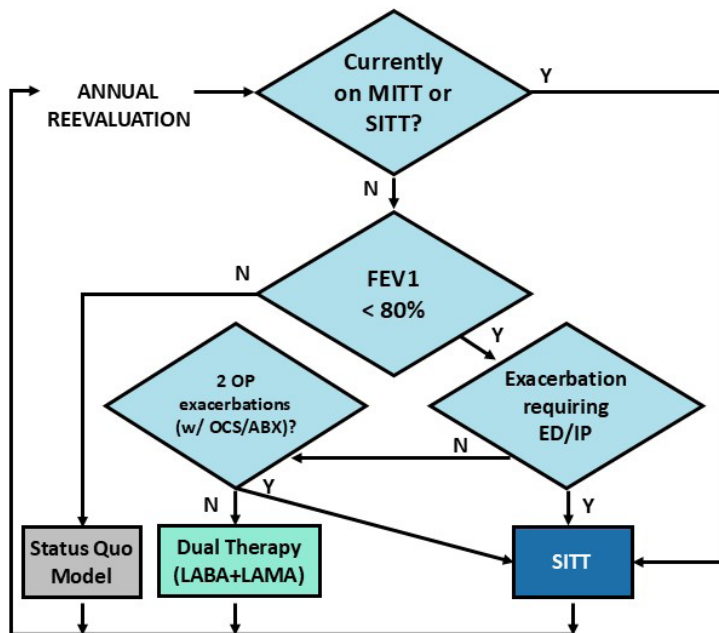 Currently
on MITT or
SITT?
Y
ANNUAL
REEVALUATION
N
N
FEV1
< 80%
Y
2 OP
exacerbations
(w/ OCS/ABX)?
Exacerbation
requiring
ED/IP
N
Y
N
Y
Status Quo
Model
Dual Therapy
(LABA+LAMA)
SITT